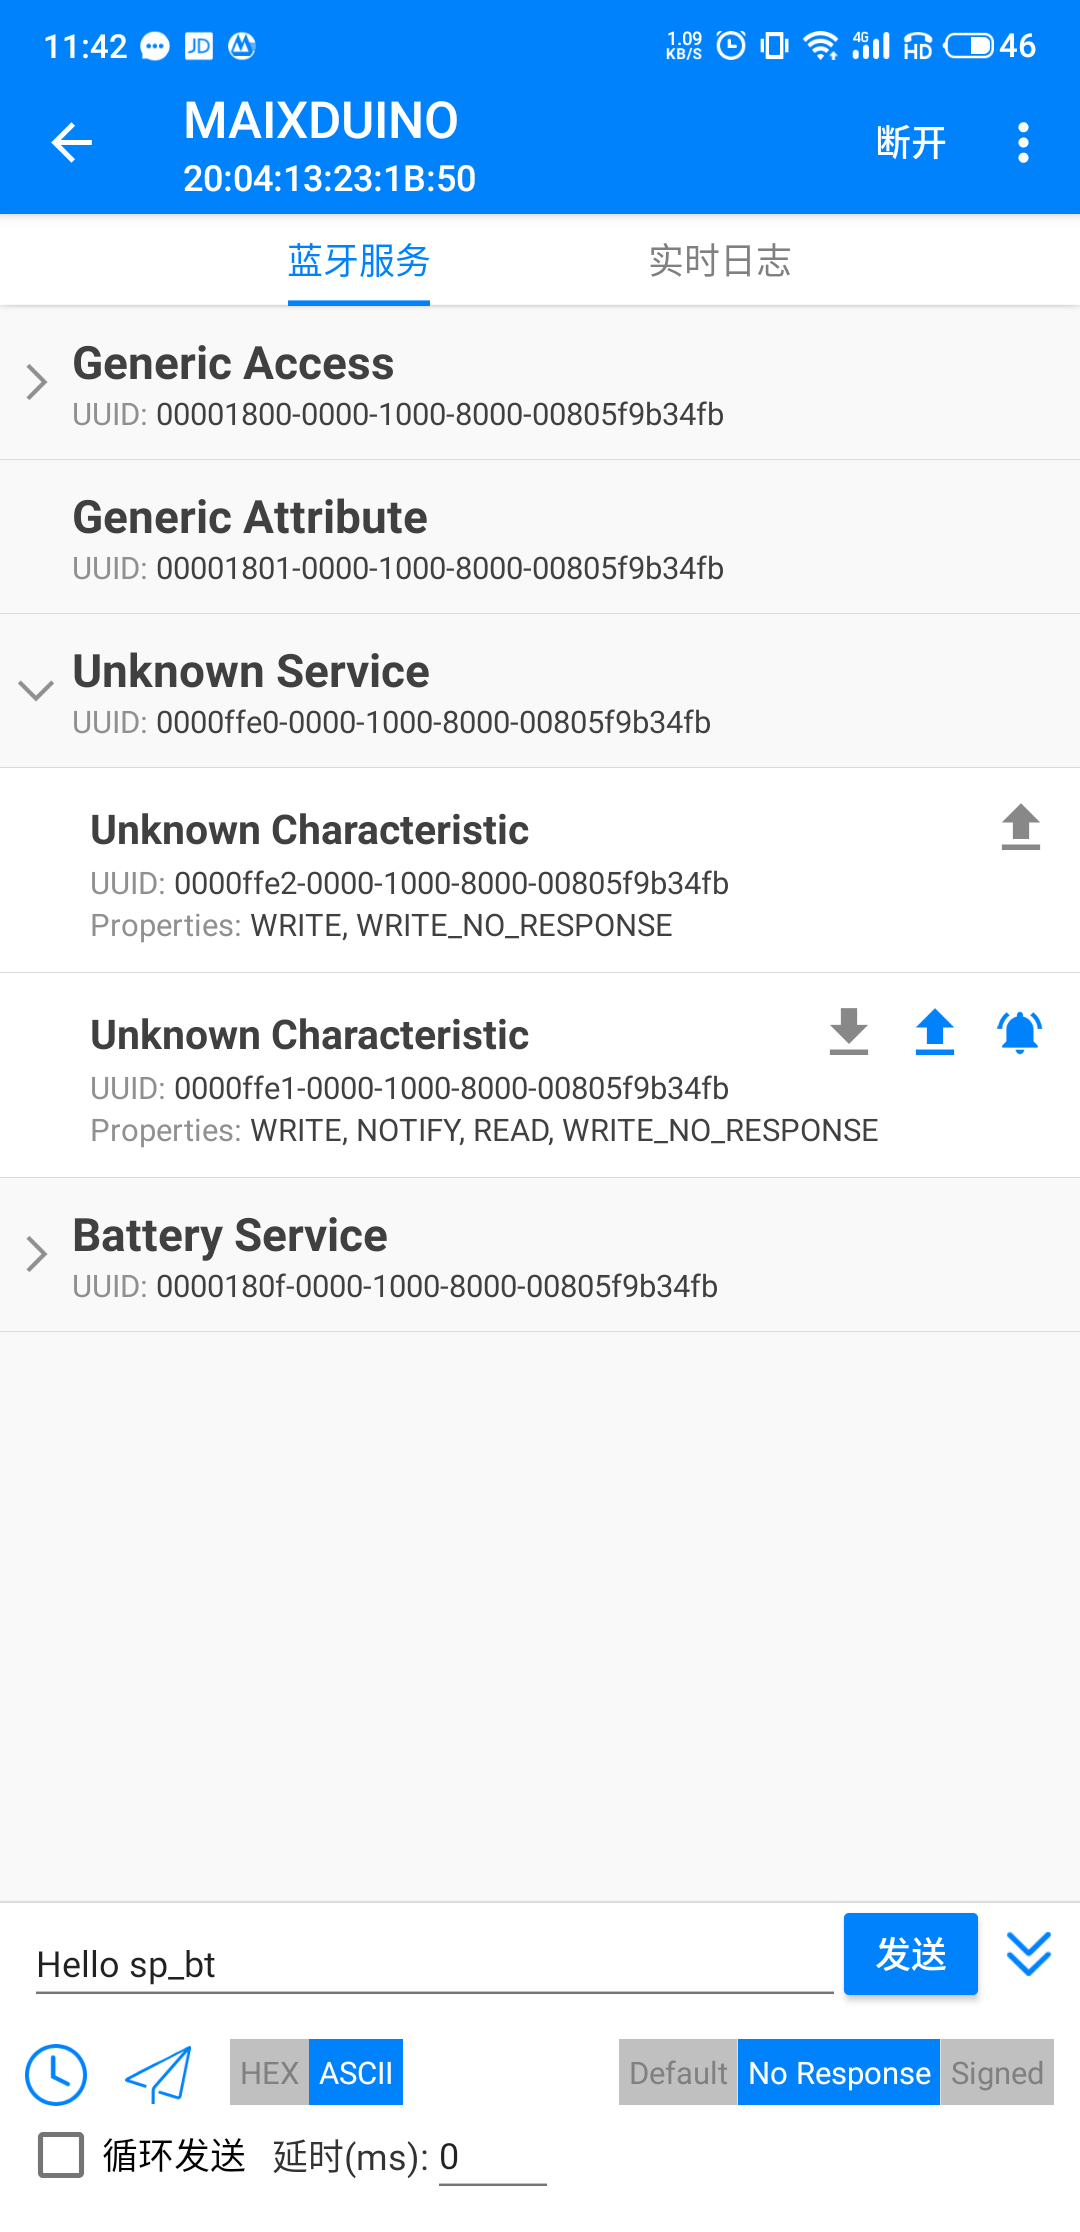 11:42 JD 1.09 KB/S 4G HD 46
MAIXDUINO
20:04:13:23:1B:50
断开
蓝牙服务 实时日志
Generic Access
UUID: 00001800-0000-1000-8000-00805f9b34fb
Generic Attribute
UUID: 00001801-0000-1000-8000-00805f9b34fb
Unknown Service
UUID: 0000ffe0-0000-1000-8000-00805f9b34fb
Unknown Characteristic
UUID: 0000ffe2-0000-1000-8000-00805f9b34fb
Properties: WRITE, WRITE_NO_RESPONSE
Unknown Characteristic
UUID: 0000ffe1-0000-1000-8000-00805f9b34fb
Properties: WRITE, NOTIFY, READ, WRITE_NO_RESPONSE
Battery Service
UUID: 0000180f-0000-1000-8000-00805f9b34fb
Hello sp_bt 发送
HEX ASCII Default No Response Signed
循环发送 延时(ms): 0